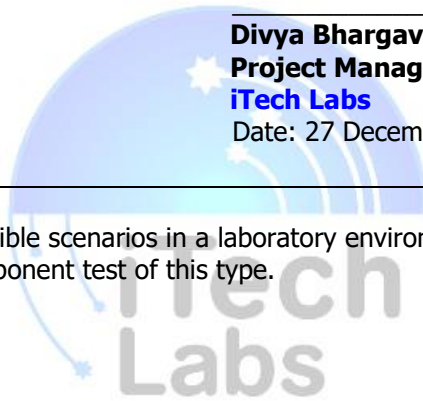 Divya Bhargav
Project Manag
iTech Labs
Date: 27 Decem
ible scenarios in a laboratory environ
ponent test of this type.
iTech
Labs